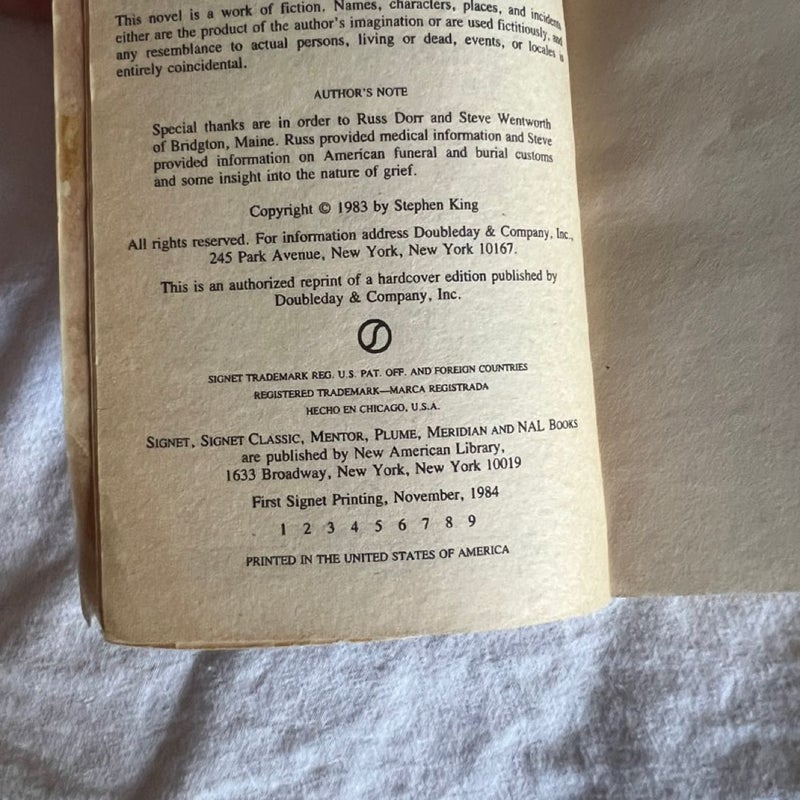 This novel is a work of fiction. Names, characters, places, and incidents
either are the product of the author's imagination or are used fictitiously, and
any resemblance to actual persons, living or dead, events, or locales is
entirely coincidental.
AUTHOR'S NOTE
Special thanks are in order to Russ Dorr and Steve Wentworth
of Bridgton, Maine. Russ provided medical information and Steve
provided information on American funeral and burial customs
and some insight into the nature of grief.
Copyright © 1983 by Stephen King
All rights reserved. For information address Doubleday & Company, Inc.,
245 Park Avenue, New York, New York 10167.
This is an authorized reprint of a hardcover edition published by
Doubleday & Company, Inc.
SIGNET TRADEMARK REG. U.S. PAT. OFF. AND FOREIGN COUNTRIES
REGISTERED TRADEMARK—MARCA REGISTRADA
HECHO EN CHICAGO, U.S.A.
SIGNET, SIGNET CLASSIC, MENTOR, PLUME, MERIDIAN AND NAL BOOKS
are published by New American Library,
1633 Broadway, New York, New York 10019
First Signet Printing, November, 1984
1 2 3 4 5 6 7 8 9
PRINTED IN THE UNITED STATES OF AMERICA